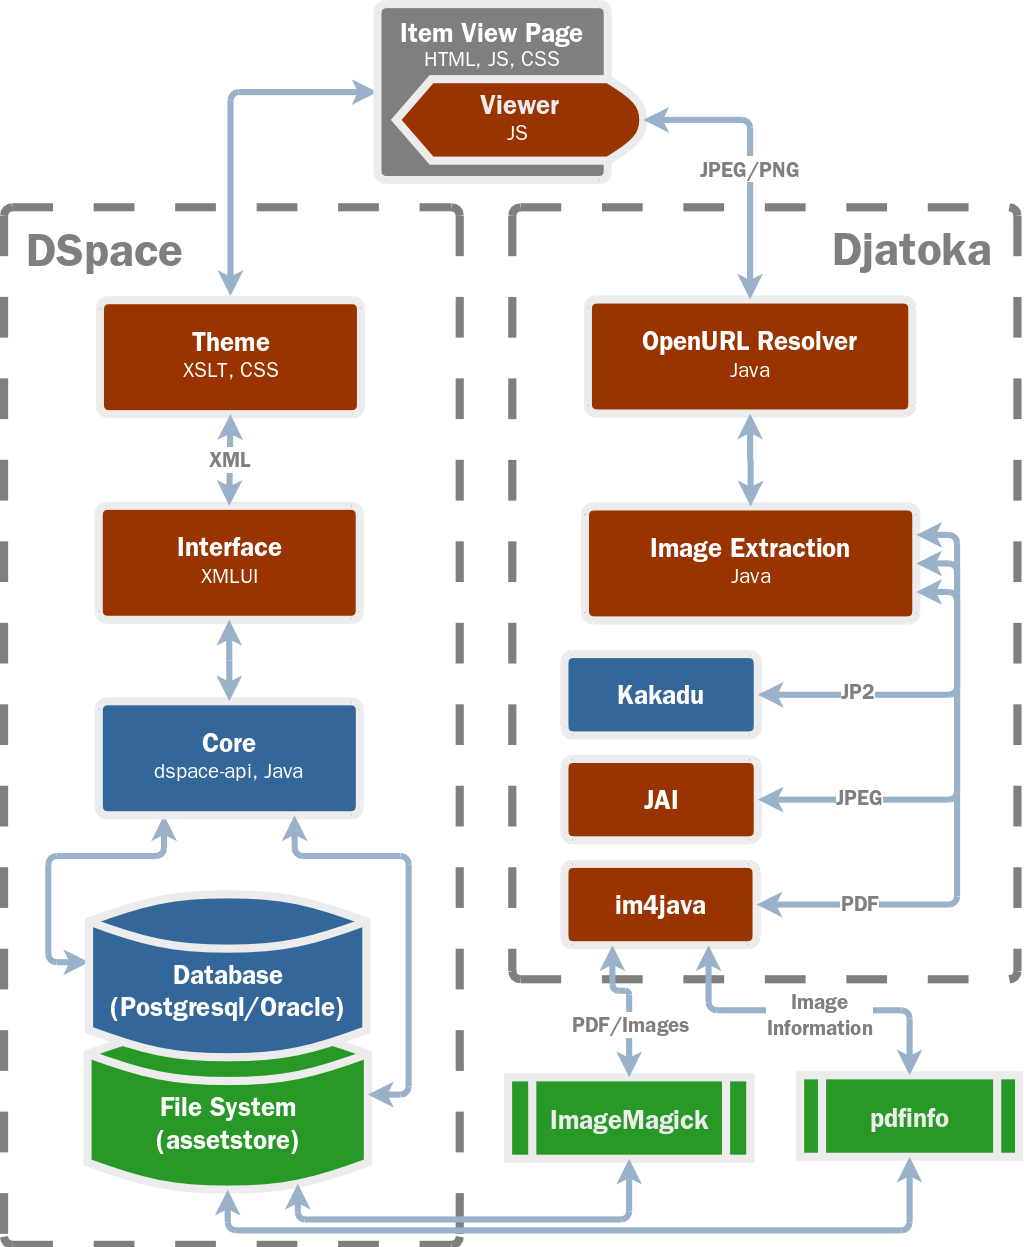 Item View Page
HTML, JS, CSS
Viewer
JS
JPEG/PNG
DSpace
Djatoka
Theme
XSLT, CSS
OpenURL Resolver
Java
XML
Interface
XMLUI
Image Extraction
Java
Kakadu
JP2
Core
dspace-api, Java
JAI
JPEG
im4java
PDF
Database
(Postgresql/Oracle)
PDF/Images
Image
Information
File System
(assetstore)
ImageMagick
pdfinfo